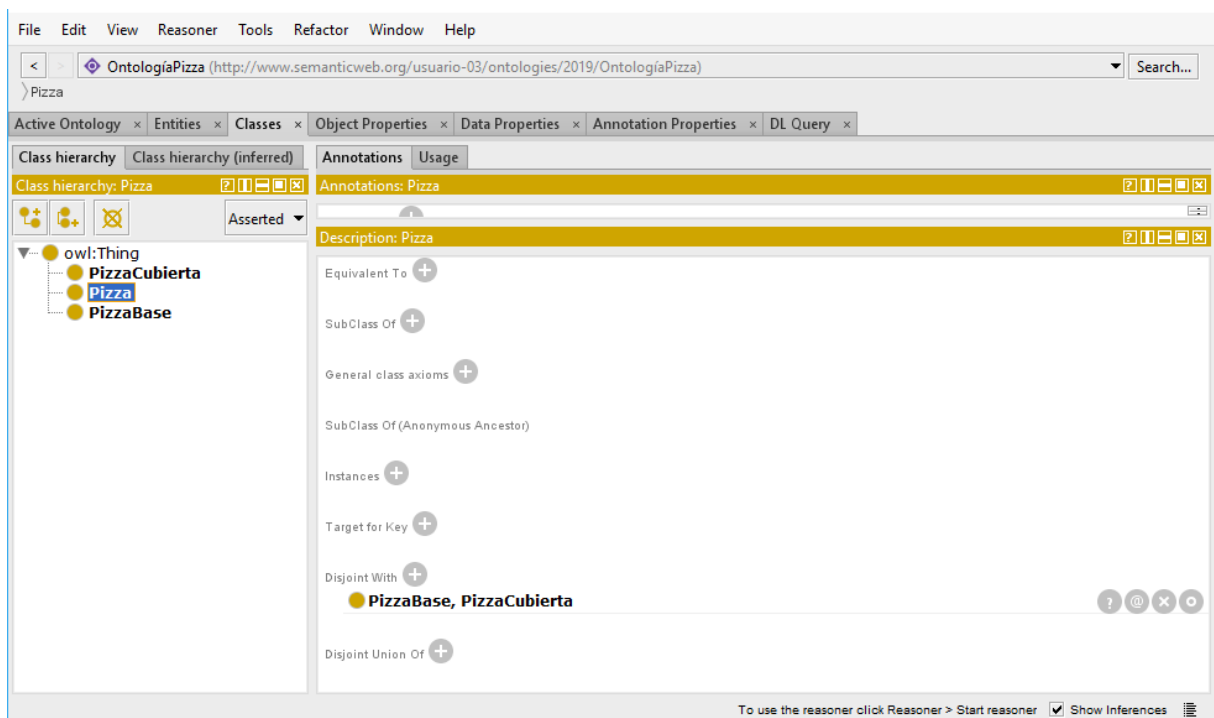 File Edit View Reasoner Tools Refactor Window Help
< > OntologíaPizza (http://www.semanticweb.org/usuario-03/ontologies/2019/OntologíaPizza) Search...
Pizza
Active Ontology × Entities × Classes × Object Properties × Data Properties × Annotation Properties × DL Query ×
Class hierarchy Class hierarchy (inferred) Annotations Usage
Class hierarchy: Pizza Annotations: Pizza
Asserted
Description: Pizza
owl:Thing
PizzaCubierta
Pizza
PizzaBase
Equivalent To
SubClass Of
General class axioms
SubClass Of (Anonymous Ancestor)
Instances
Target for Key
Disjoint With
PizzaBase, PizzaCubierta
Disjoint Union Of
To use the reasoner click Reasoner > Start reasoner Show Inferences